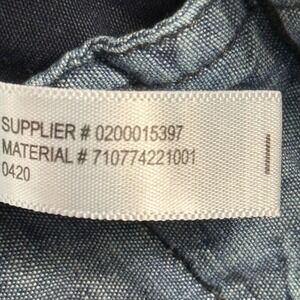 SUPPLIER # 0200015397
MATERIAL # 710774221001
0420